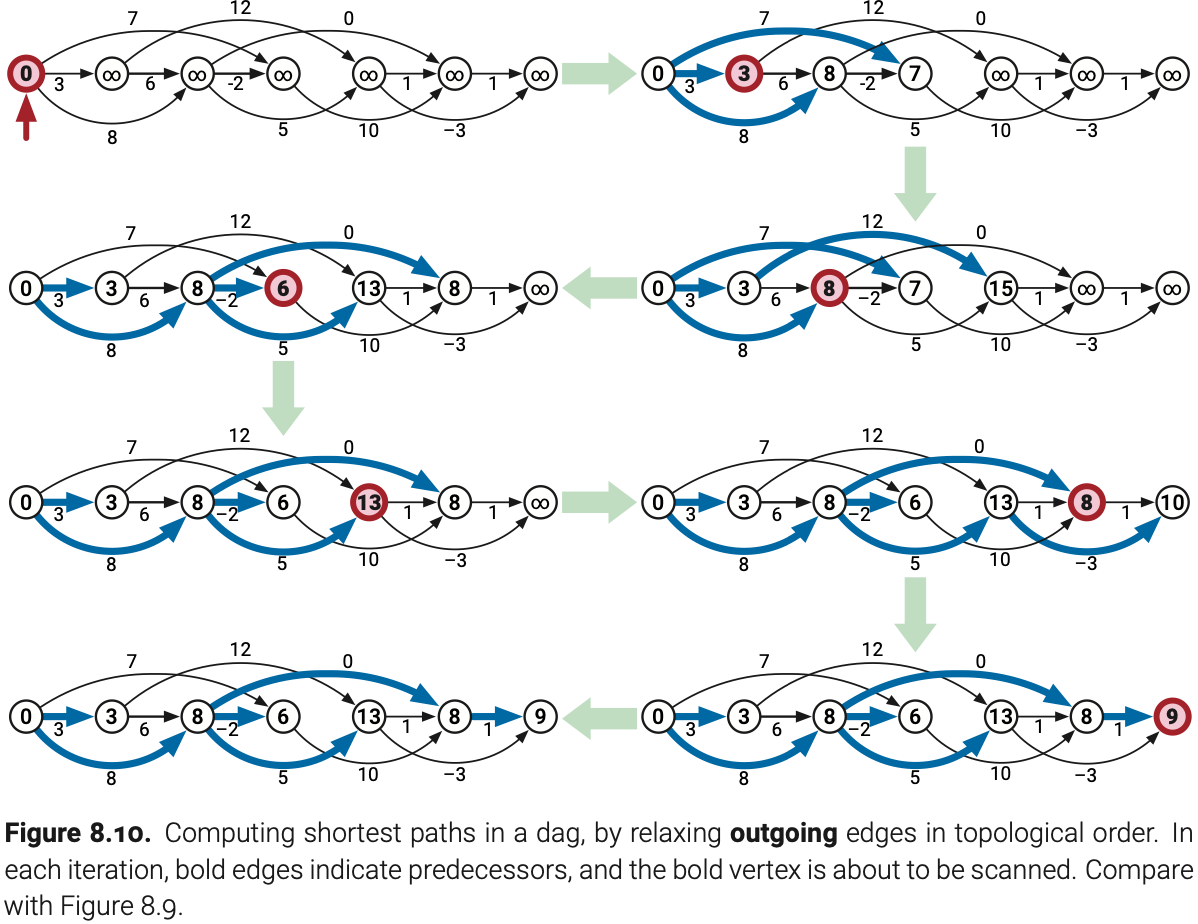 7 12 0
0 3 ∞ 6 ∞ -2 ∞ ∞ 1 ∞ 1 ∞
8 5 10 −3
7 12 0
0 3 3 6 8 -2 7 ∞ 1 ∞ 1 ∞
8 5 10 −3
7 12 0
0 3 3 6 8 −2 6 13 1 8 1 ∞
8 5 10 −3
7 12 0
0 3 3 6 8 −2 7 15 1 ∞ 1 ∞
8 5 10 −3
7 12 0
0 3 3 6 8 −2 6 13 1 8 1 ∞
8 5 10 −3
7 12 0
0 3 3 6 8 −2 6 13 1 8 1 10
8 5 10 −3
7 12 0
0 3 3 6 8 −2 6 13 1 8 1 9
8 5 10 −3
7 12 0
0 3 3 6 8 −2 6 13 1 8 1 9
8 5 10 −3
Figure 8.10. Computing shortest paths in a dag, by relaxing outgoing edges in topological order. In
each iteration, bold edges indicate predecessors, and the bold vertex is about to be scanned. Compare
with Figure 8.9.